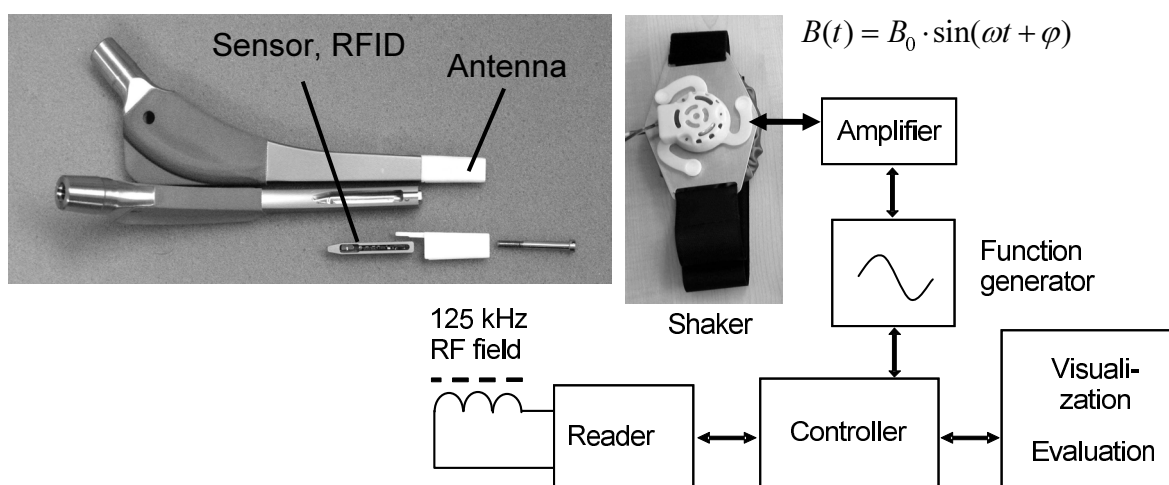 Sensor, RFID
Antenna
B(t) = B₀ · sin(ωt + φ)
Amplifier
Function
generator
Shaker
125 kHz
RF field
Reader
Controller
Visuali-
zation
Evaluation